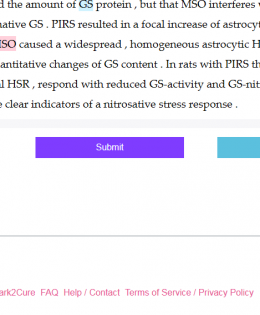 d the amount of GS protein , but that MSO interferes
native GS . PIRS resulted in a focal increase of astrocyt
MSO caused a widespread , homogeneous astrocytic H
antitative changes of GS content . In rats with PIRS th
al HSR , respond with reduced GS-activity and GS-nit
e clear indicators of a nitrosative stress response .
Submit
ark2Cure FAQ Help / Contact Terms of Service / Privacy Policy